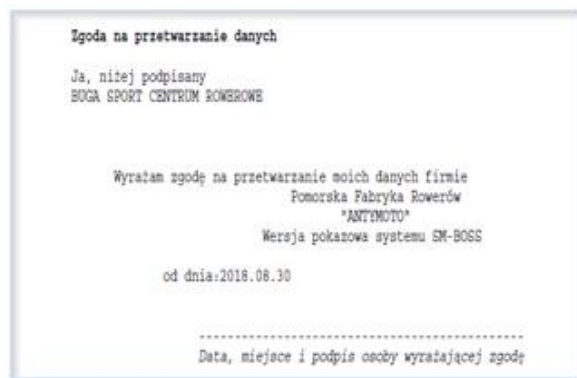 Zgoda na przetwarzanie danych
Ja, niżej podpisany
BUGA SPORT CENTRUM ROWEROWE
Wyrażam zgodę na przetwarzanie moich danych firmie
Pomorska Fabryka Rowerów
"ANTYMOTO"
Wersja pokazowa systemu SM-BOSS
od dnia:2018.08.30
---------------------------------------------
Data, miejsce i podpis osoby wyrażającej zgodę